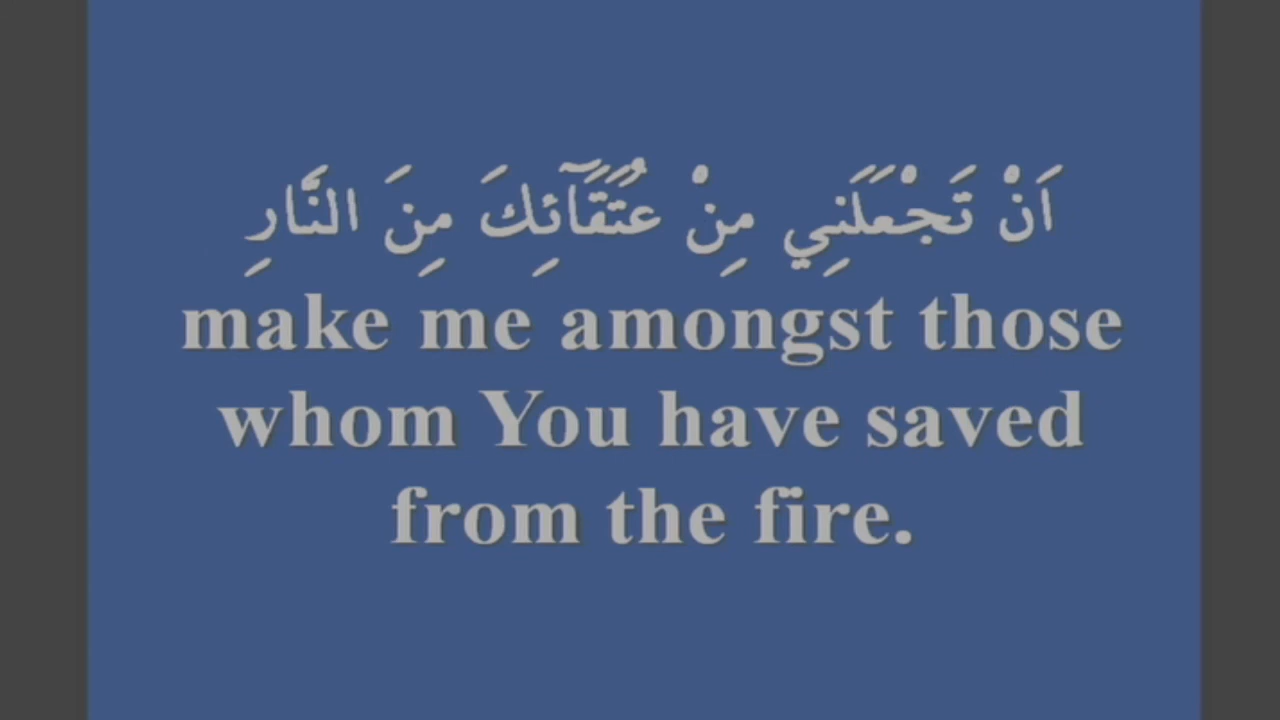 اَنْ تَجْعَلَنِي مِنْ عُتَقَآئِكَ مِنَ النَّارِ
make me amongst those
whom You have saved
from the fire.